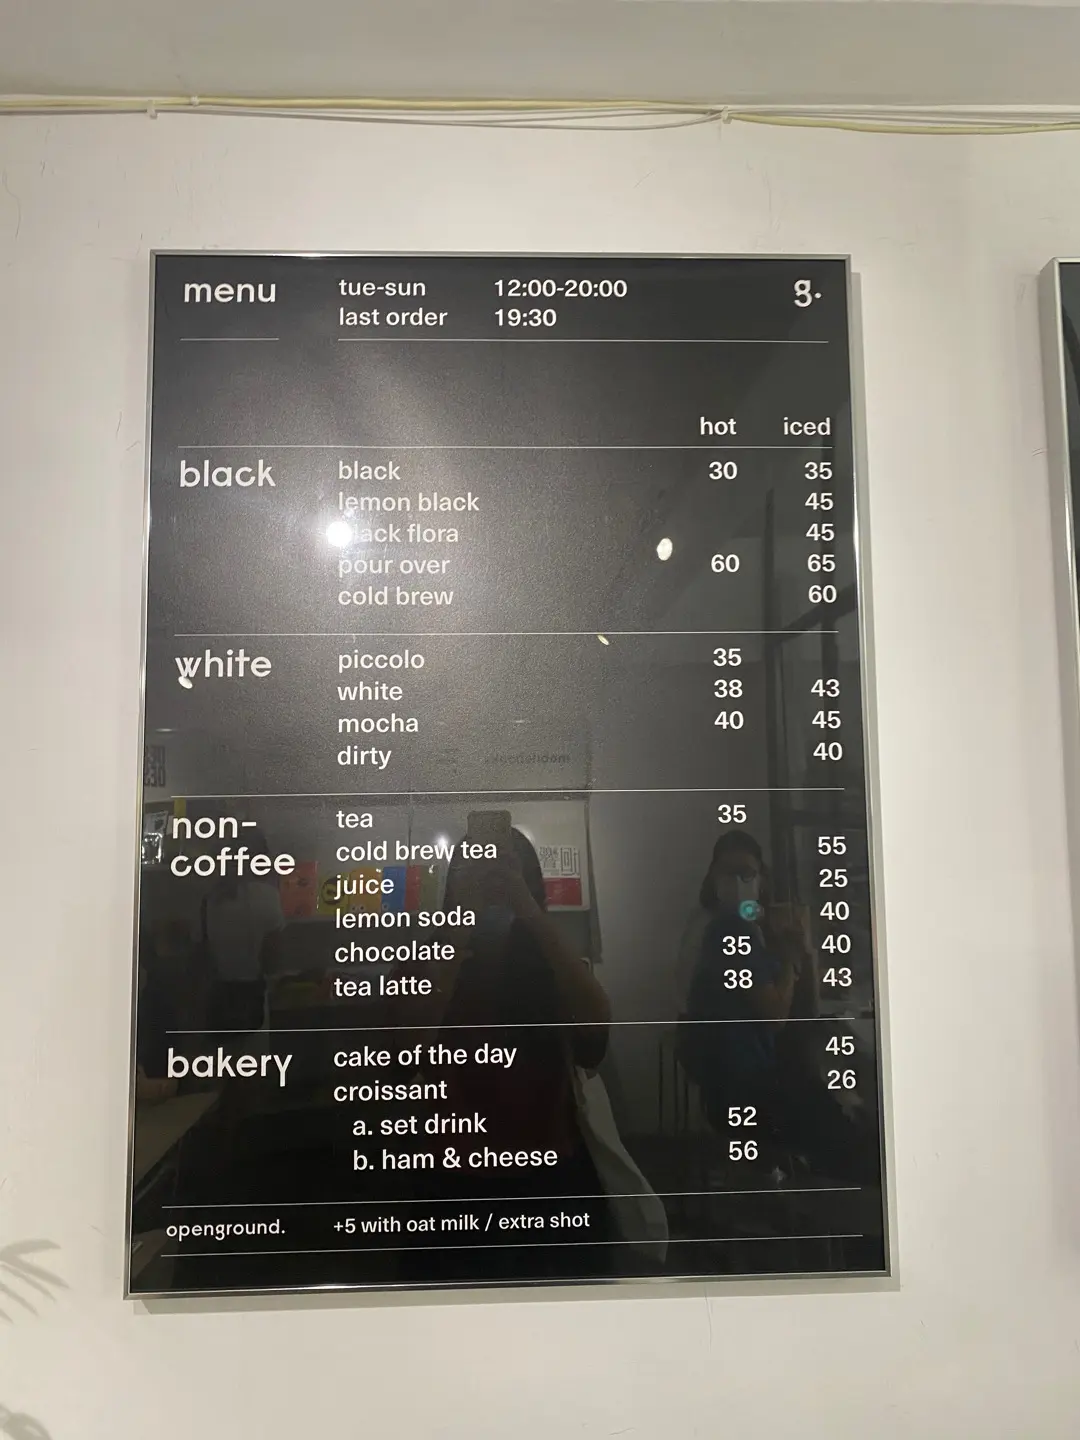 menu tue-sun 12:00-20:00 g.
last order 19:30
hot iced
black black 30 35
lemon black 45
black flora 45
pour over 60 65
cold brew 60
white piccolo 35
white 38 43
mocha 40 45
dirty 40
non-
coffee
tea 35
cold brew tea 55
juice 25
lemon soda 40
chocolate 35 40
tea latte 38 43
bakery cake of the day 45
croissant 26
a. set drink 52
b. ham & cheese 56
openground. +5 with oat milk / extra shot